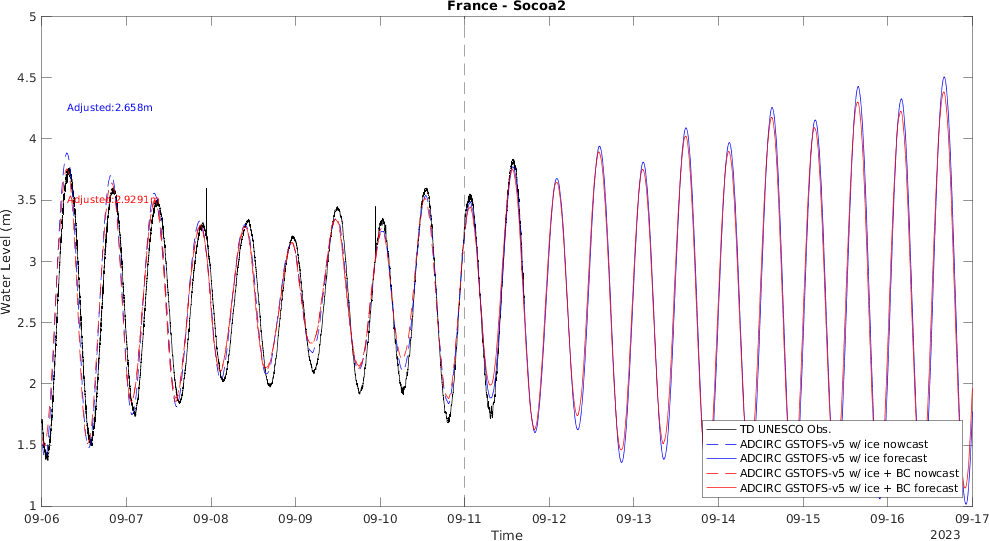 France - Socoa2
5
4.5
4
3.5
3
2.5
2
1.5
1
Water Level (m)
Adjusted:2.658m
Adjusted:2.9291m
TD UNESCO Obs.
ADCIRC GSTOFS-v5 w/ ice nowcast
ADCIRC GSTOFS-v5 w/ ice forecast
ADCIRC GSTOFS-v5 w/ ice + BC nowcast
ADCIRC GSTOFS-v5 w/ ice + BC forecast
09-06 09-07 09-08 09-09 09-10 09-11 09-12 09-13 09-14 09-15 09-16 09-17
Time
2023